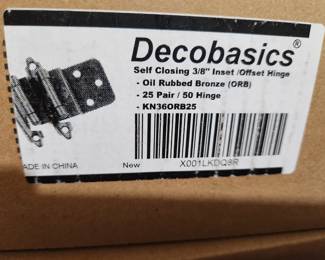 Decobasics®
Self Closing 3/8" Inset /Offset Hinge
- Oil Rubbed Bronze (ORB)
- 25 Pair / 50 Hinge
- KN36ORB25
ADE IN CHINA
New X001LKDQ8R